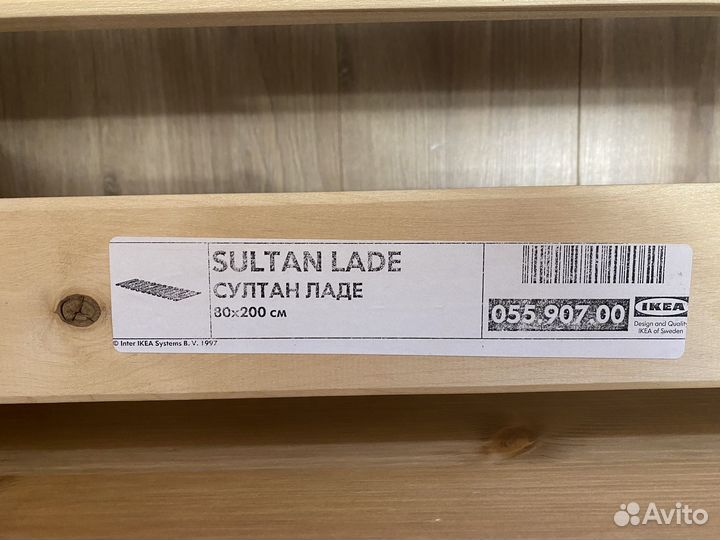 SULTAN LADE
СУЛТАН ЛАДЕ
80x200 см
055.907.00
IKEA
Design and Quality
IKEA of Sweden
© Inter IKEA Systems B. V. 1997
Avito